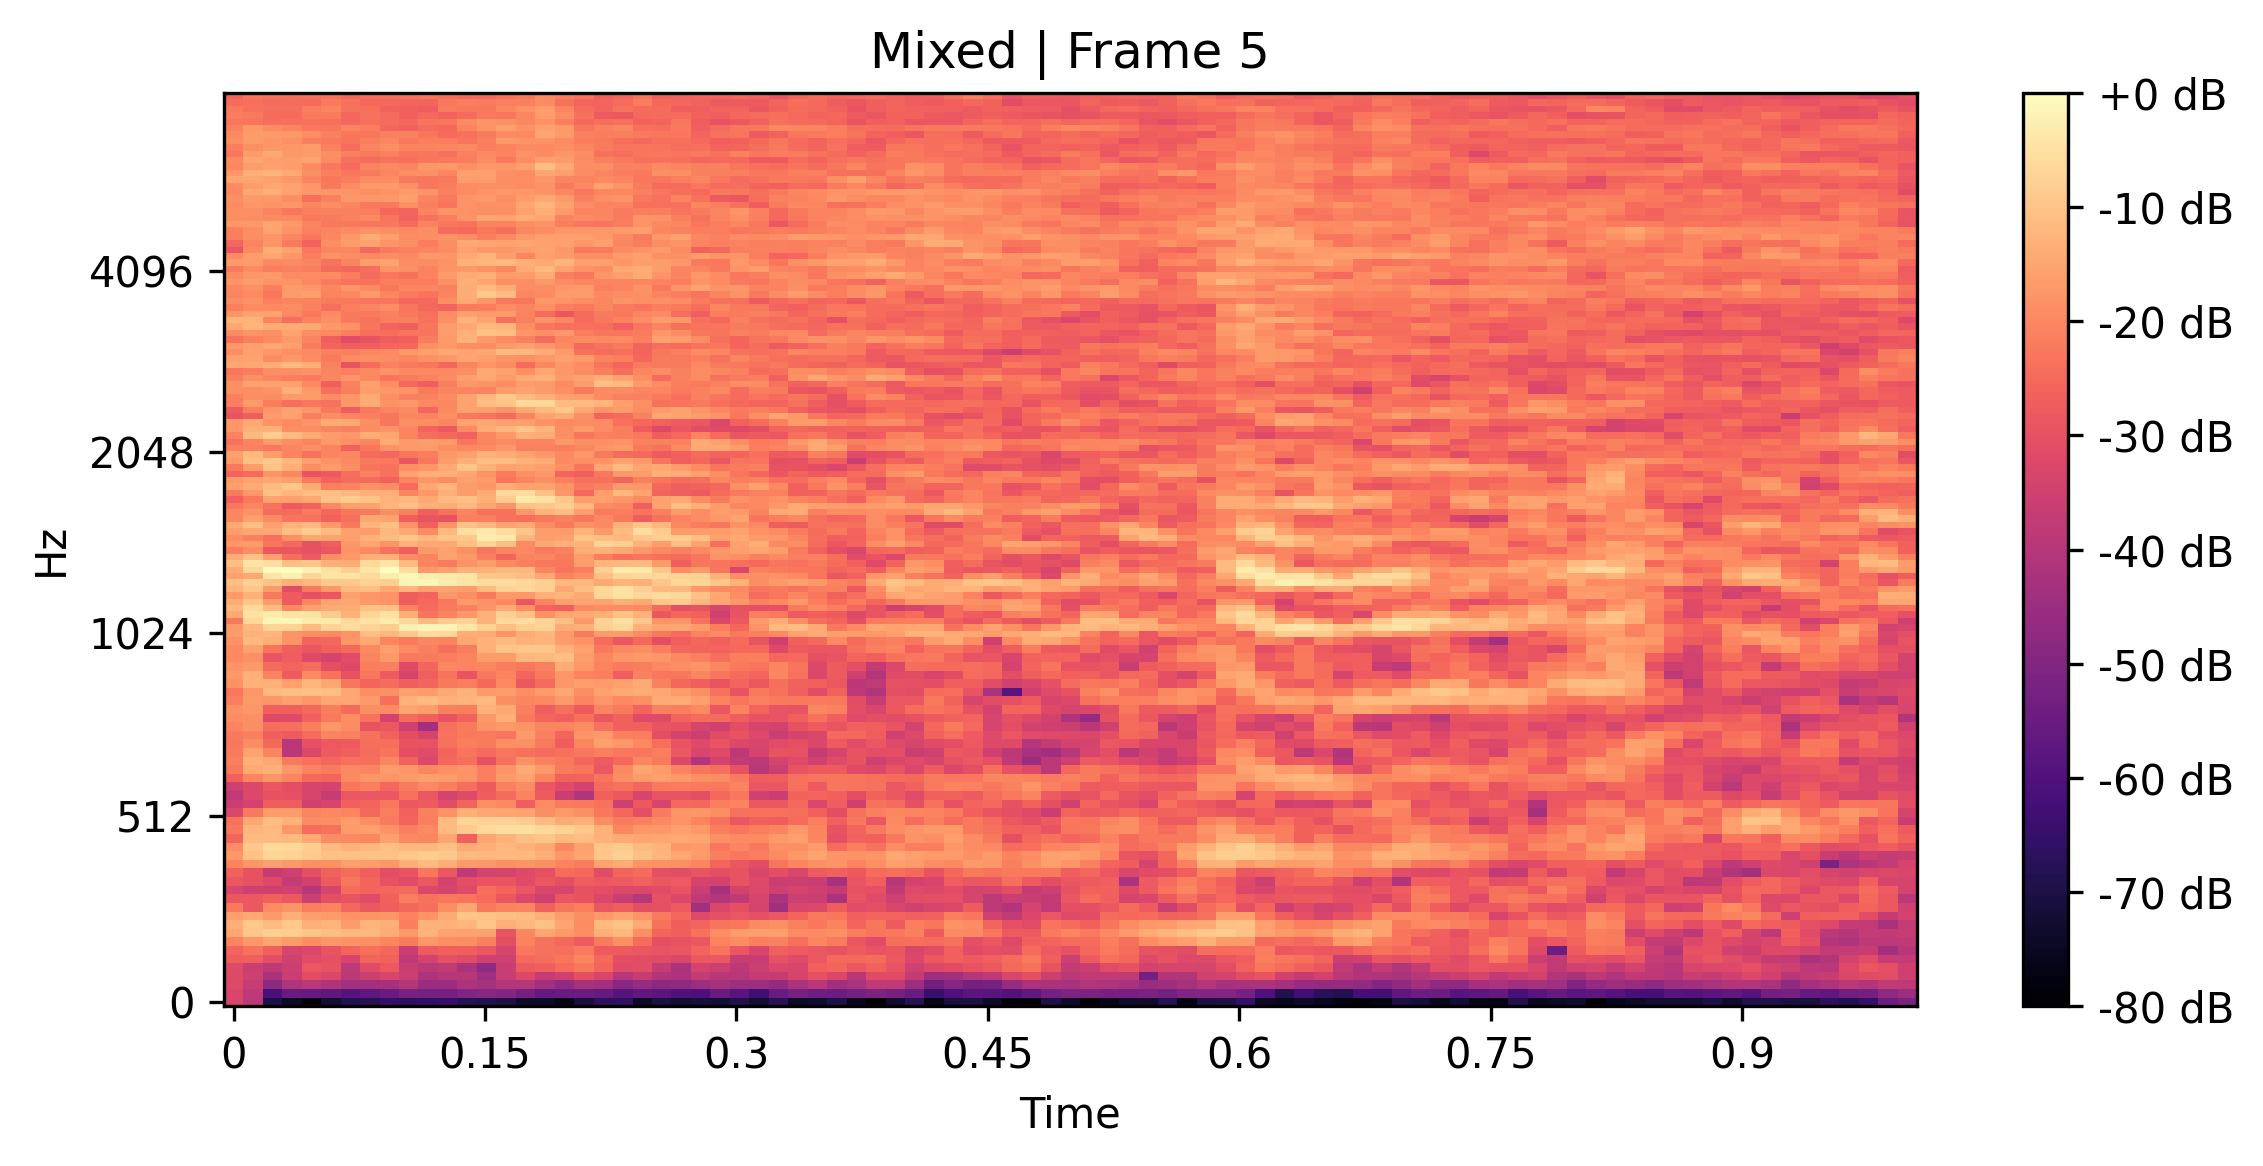 Mixed | Frame 5
+0 dB
-10 dB
-20 dB
-30 dB
-40 dB
-50 dB
-60 dB
-70 dB
-80 dB
Hz
4096
2048
1024
512
0
0 0.15 0.3 0.45 0.6 0.75 0.9
Time